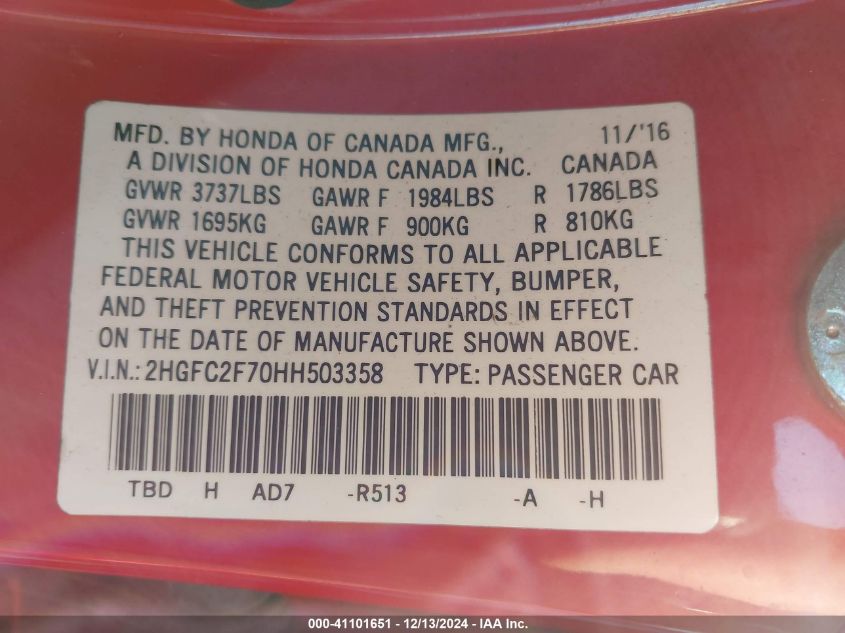 MFD. BY HONDA OF CANADA MFG., 11/'16
A DIVISION OF HONDA CANADA INC. CANADA
GVWR 3737LBS GAWR F 1984LBS R 1786LBS
GVWR 1695KG GAWR F 900KG R 810KG
THIS VEHICLE CONFORMS TO ALL APPLICABLE
FEDERAL MOTOR VEHICLE SAFETY, BUMPER,
AND THEFT PREVENTION STANDARDS IN EFFECT
ON THE DATE OF MANUFACTURE SHOWN ABOVE.
V.I.N.: 2HGFC2F70HH503358 TYPE: PASSENGER CAR
TBD H AD7 -R513 -A -H
000-41101651 - 12/13/2024 - IAA Inc.